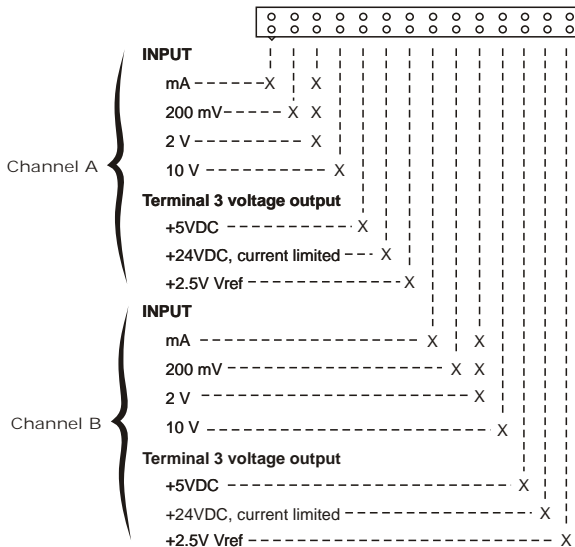 INPUT
mA X X
200 mV X X
2 V X
10 V X
Channel A
Terminal 3 voltage output
+5VDC X
+24VDC, current limited X
+2.5V Vref X
INPUT
mA X X
200 mV X X
2 V X
10 V X
Channel B
Terminal 3 voltage output
+5VDC X
+24VDC, current limited X
+2.5V Vref X